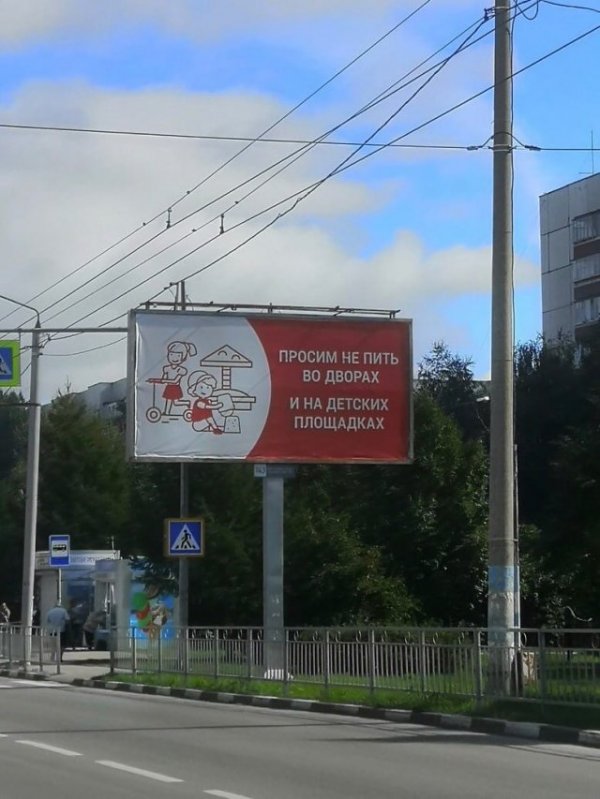 ПРОСИМ НЕ ПИТЬ
ВО ДВОРАХ
И НА ДЕТСКИХ
ПЛОЩАДКАХ